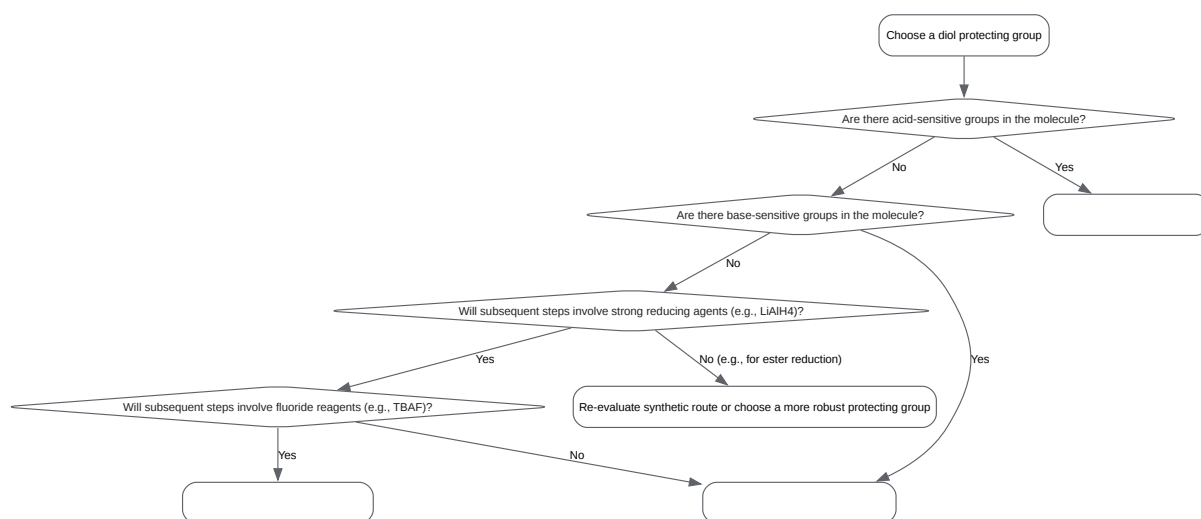 Choose a diol protecting group
Are there acid-sensitive groups in the molecule?
No
Yes
Are there base-sensitive groups in the molecule?
No
Will subsequent steps involve strong reducing agents (e.g., LiAlH4)?
Yes
No (e.g., for ester reduction)
Yes
Will subsequent steps involve fluoride reagents (e.g., TBAF)?
Re-evaluate synthetic route or choose a more robust protecting group
Yes
No